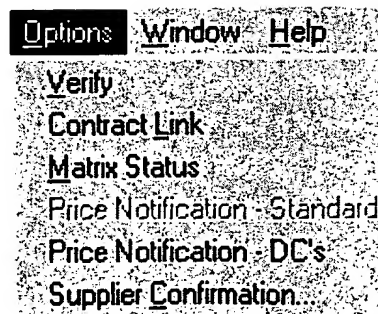 Options Window Help
Verify
Contract Link
Matrix Status
Price Notification - Standard
Price Notification - DC's
Supplier Confirmation...